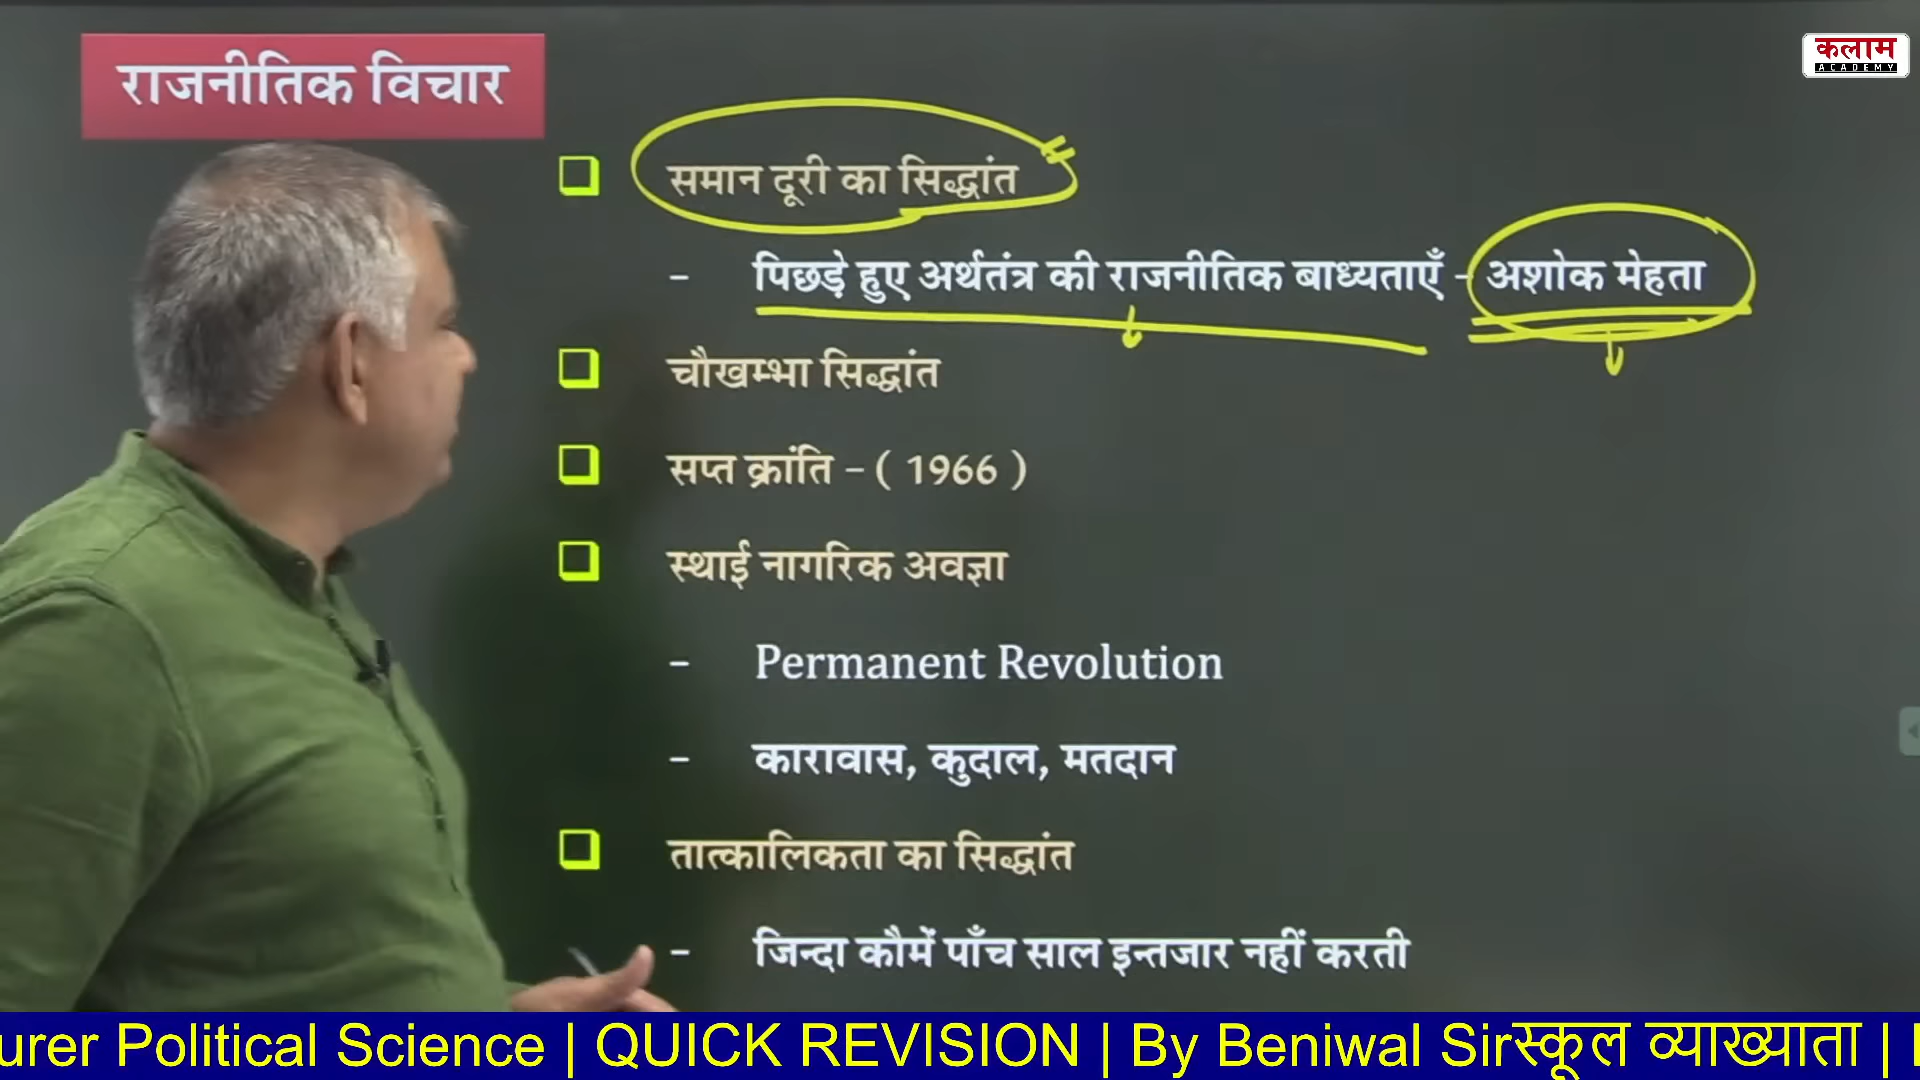 राजनीतिक विचार
कलाम
ACADEMY
समान दूरी का सिद्धांत
- पिछड़े हुए अर्थतंत्र की राजनीतिक बाध्यताएँ - अशोक मेहता
चौखम्भा सिद्धांत
सप्त क्रांति – ( 1966 )
स्थाई नागरिक अवज्ञा
- Permanent Revolution
- कारावास, कुदाल, मतदान
तात्कालिकता का सिद्धांत
- जिन्दा कौमें पाँच साल इन्तजार नहीं करती
urer Political Science | QUICK REVISION | By Beniwal Sirस्कूल व्याख्याता |